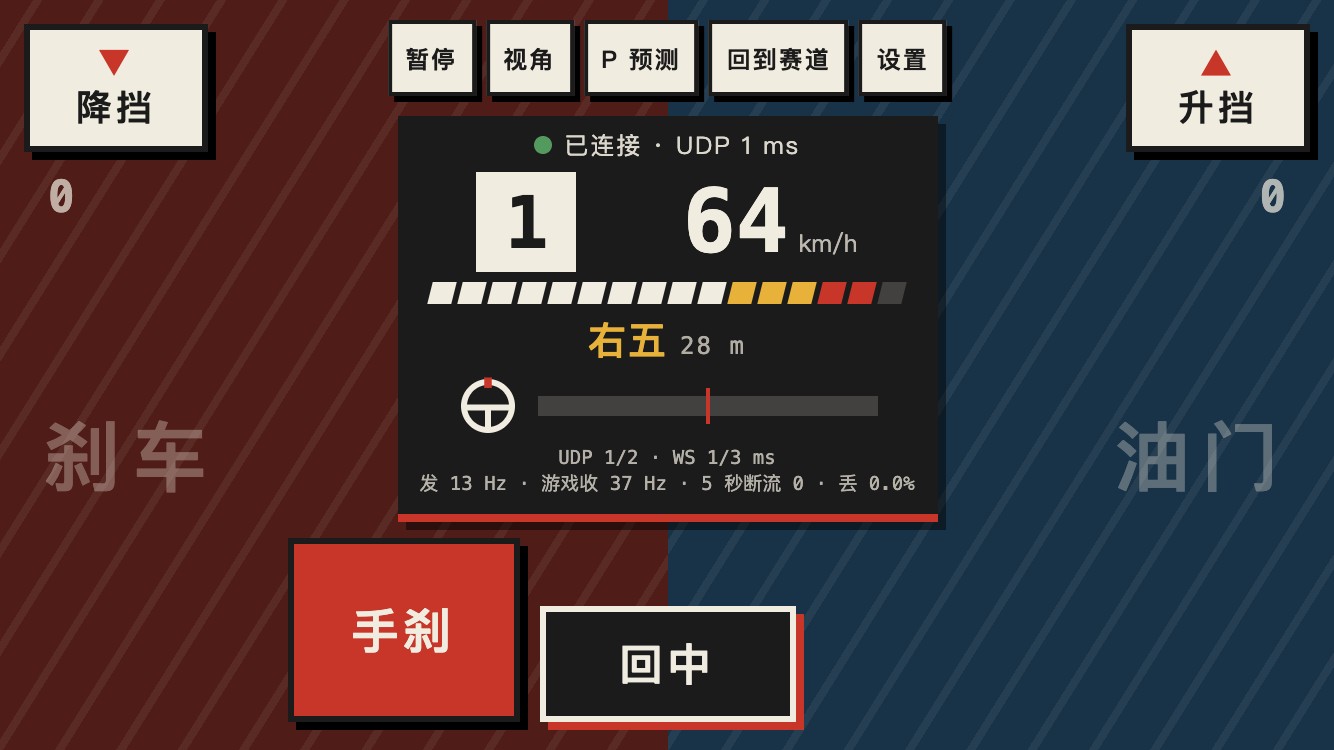 暂停 视角 P 预测 回到赛道 设置
降挡
升挡
已连接 · UDP 1 ms
0
1
64 km/h
0
右五 28 m
刹车
油门
UDP 1/2 · WS 1/3 ms
发 13 Hz · 游戏收 37 Hz · 5 秒断流 0 · 丢 0.0%
手刹
回中